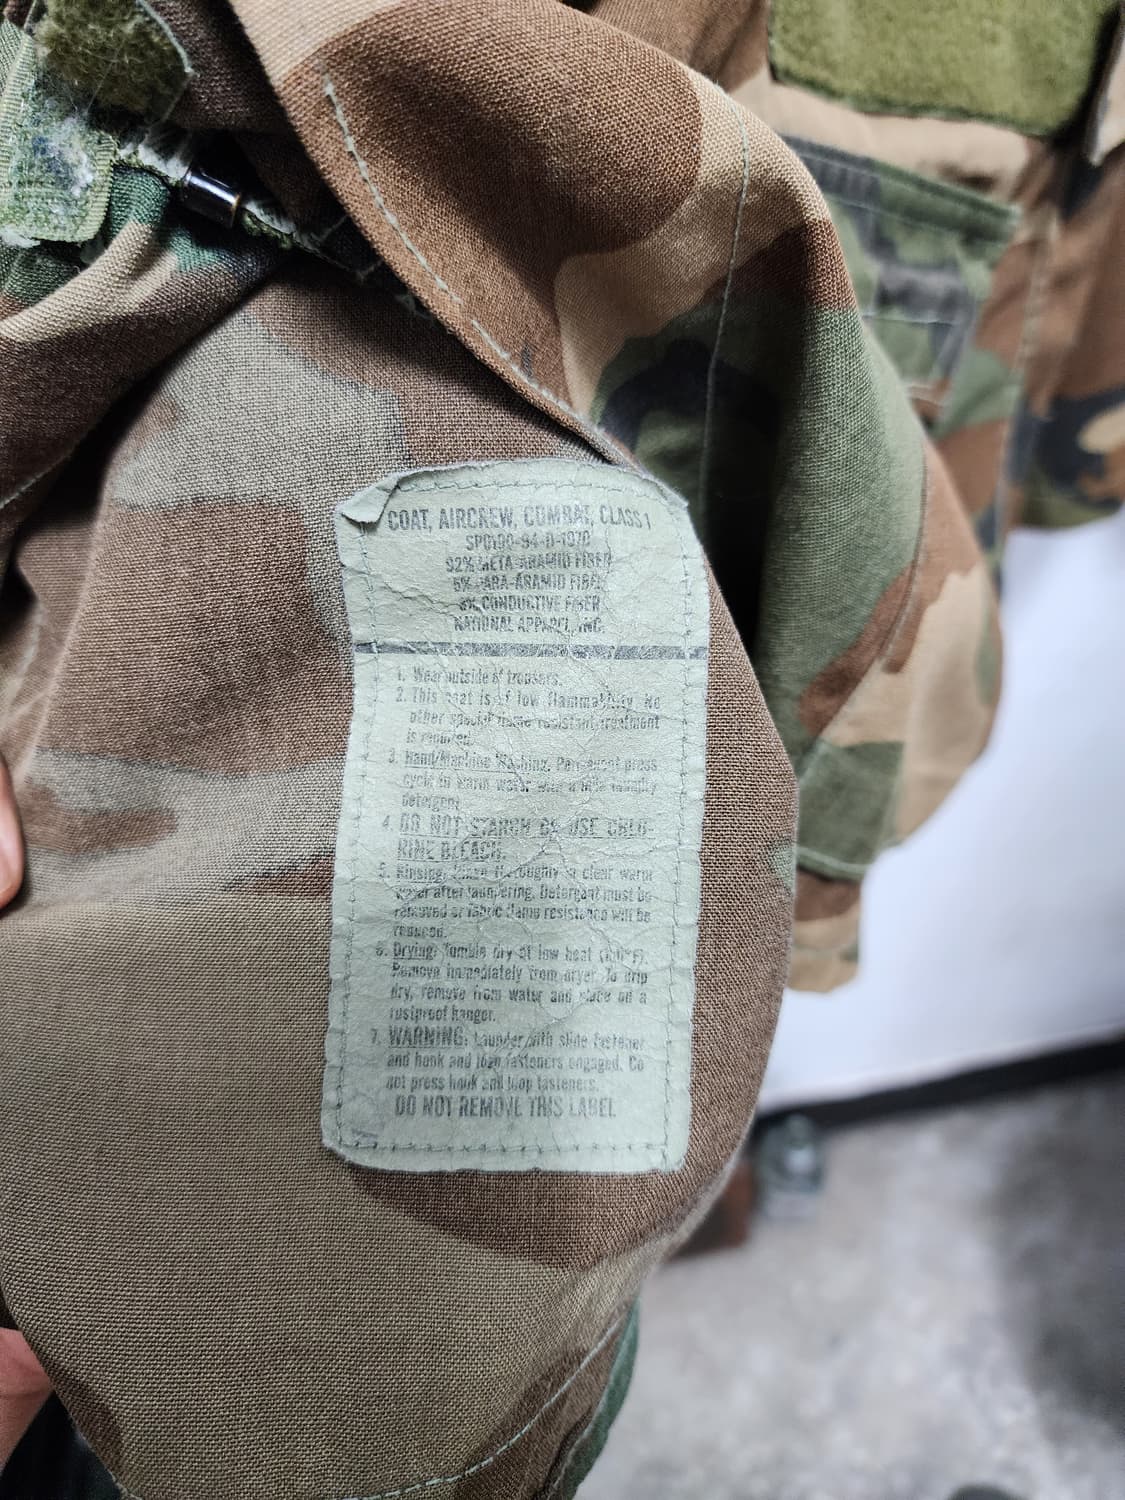 COAT, AIRCREW, COMBAT, CLASS 1
SP0100-94-D-1070
92% META-ARAMID FIBER
5% PARA-ARAMID FIBER
3% CONDUCTIVE FIBER
NATIONAL APPAREL, INC.
1. Wear outside of trousers.
2. This coat is of low flammability. No
other special flame resistant treatment
is required.
3. Hand/Machine Washing. Permanent press
cycle in warm water with a mild laundry
detergent
4. DO NOT STARCH OR USE CHLO-
RINE BLEACH.
5. Rinsing: Rinse thoroughly in clear warm
water after laundering. Detergent must be
removed or fabric flame resistance will be
reduced.
6. Drying: Tumble dry at low heat
Remove immediately from dryer. To drip
dry, remove from water and place on a
rustproof hanger.
7. WARNING: Launder with slide fastener
and hook and loop fasteners engaged. Do
not press hook and loop fasteners.
DO NOT REMOVE THIS LABEL